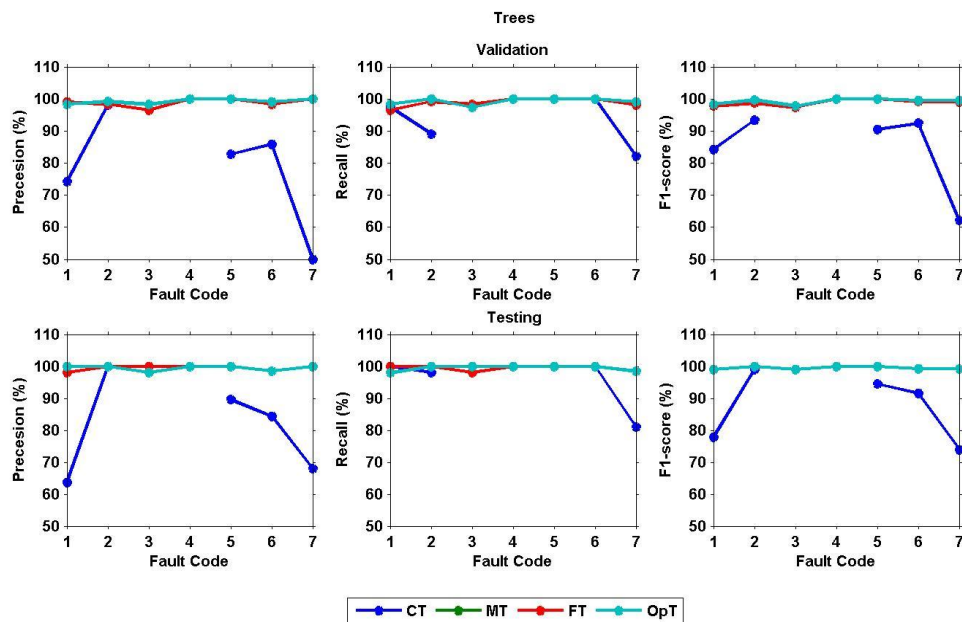 Trees
Validation
110
100
90
80
70
60
50
Precesion (%)
1 2 3 4 5 6 7
Fault Code
110
100
90
80
70
60
50
Recall (%)
1 2 3 4 5 6 7
Fault Code
110
100
90
80
70
60
50
F1-score (%)
1 2 3 4 5 6 7
Fault Code
Testing
110
100
90
80
70
60
50
Precesion (%)
1 2 3 4 5 6 7
Fault Code
110
100
90
80
70
60
50
Recall (%)
1 2 3 4 5 6 7
Fault Code
110
100
90
80
70
60
50
F1-score (%)
1 2 3 4 5 6 7
Fault Code
CT MT FT OpT